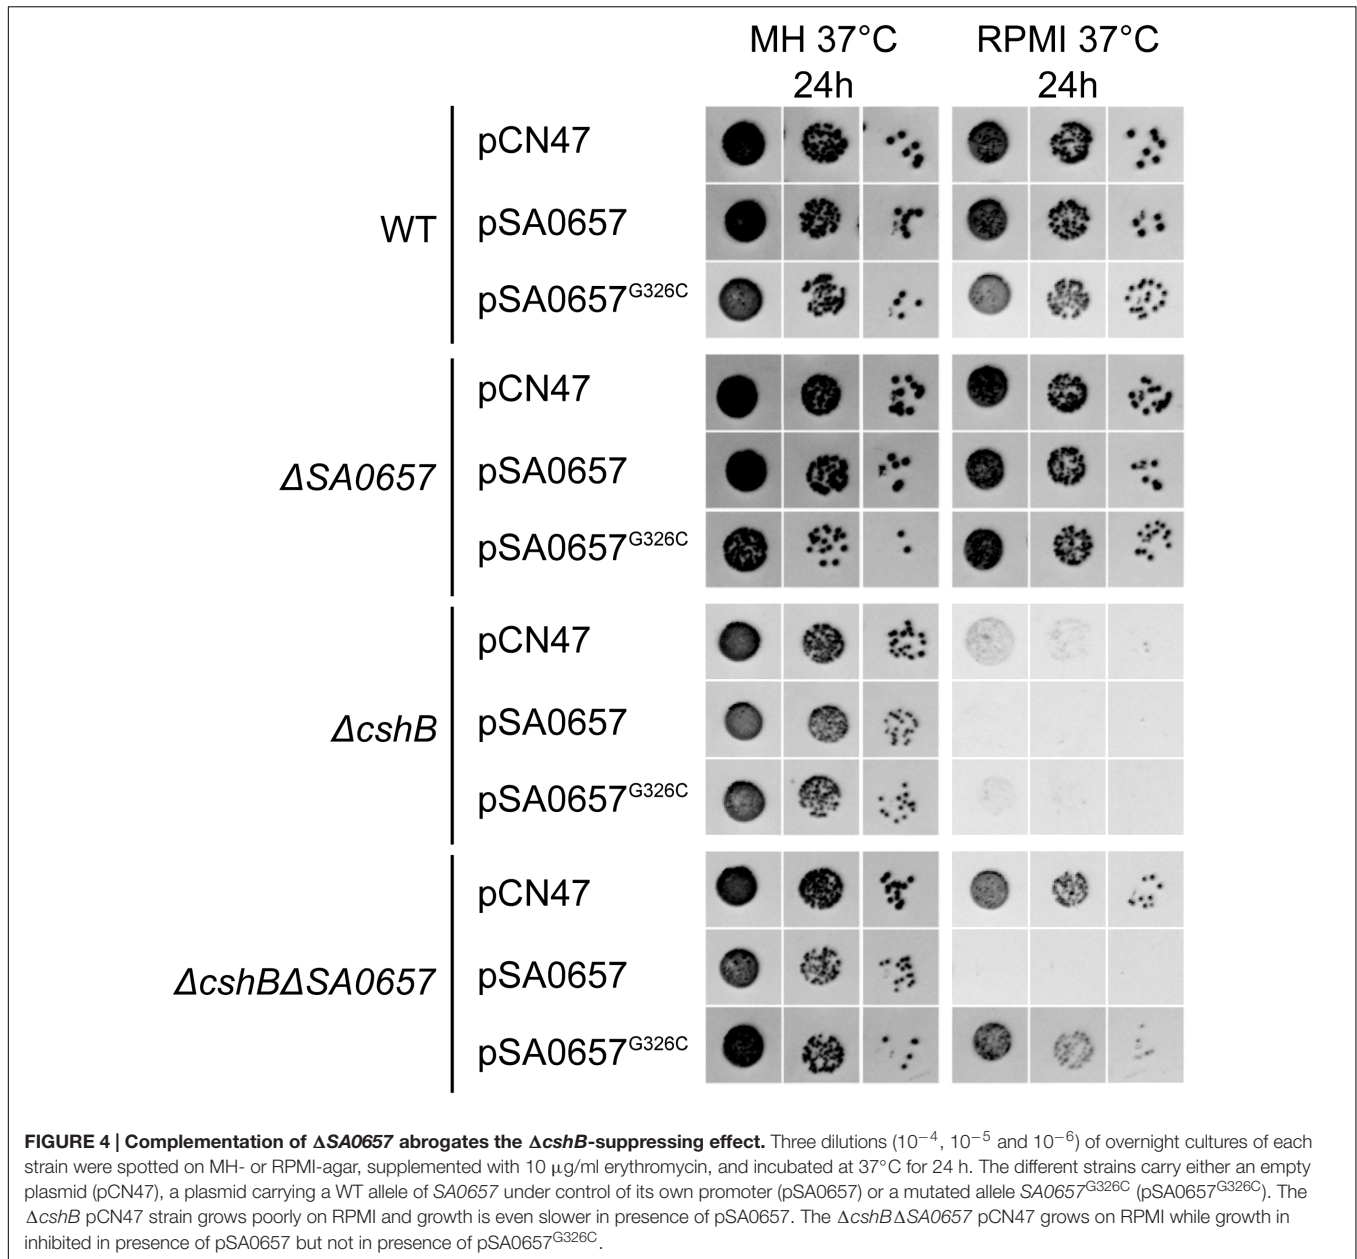 MH 37°C RPMI 37°C
24h 24h
WT
pCN47
pSA0657
pSA0657G326C
ΔSA0657
pCN47
pSA0657
pSA0657G326C
ΔcshB
pCN47
pSA0657
pSA0657G326C
ΔcshBΔSA0657
pCN47
pSA0657
pSA0657G326C
FIGURE 4 | Complementation of ΔSA0657 abrogates the ΔcshB-suppressing effect. Three dilutions (10−4, 10−5 and 10−6) of overnight cultures of each
strain were spotted on MH- or RPMI-agar, supplemented with 10 μg/ml erythromycin, and incubated at 37°C for 24 h. The different strains carry either an empty
plasmid (pCN47), a plasmid carrying a WT allele of SA0657 under control of its own promoter (pSA0657) or a mutated allele SA0657G326C (pSA0657G326C). The
ΔcshB pCN47 strain grows poorly on RPMI and growth is even slower in presence of pSA0657. The ΔcshBΔSA0657 pCN47 grows on RPMI while growth in
inhibited in presence of pSA0657 but not in presence of pSA0657G326C.